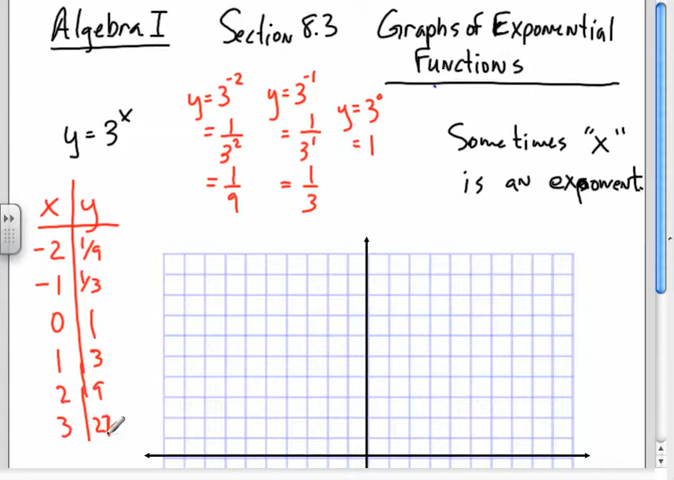 Algebra I Section 8.3 Graphs of Exponential
Functions
y = 3^x
y = 3^-2
= 1/3^2
= 1/9
y = 3^-1
= 1/3^1
= 1/3
y = 3^0
= 1
Sometimes "x"
is an exponent.
x y
-2 1/9
-1 1/3
0 1
1 3
2 9
3 27